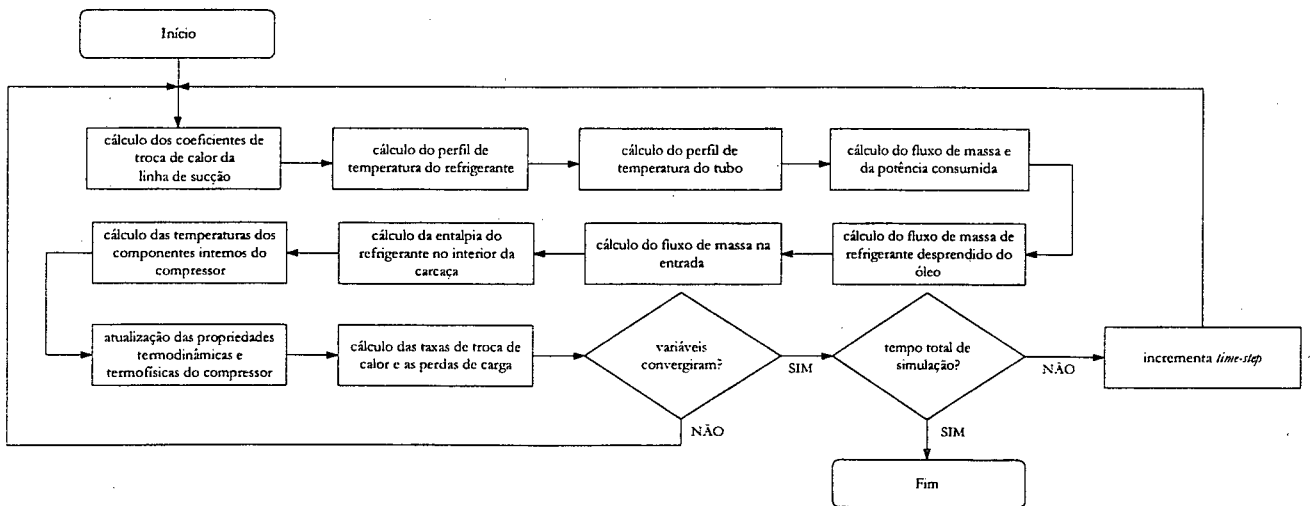 Início
cálculo dos coeficientes de
troca de calor da
linha de sucção
cálculo do perfil de
temperatura do refrigerante
cálculo do perfil de
temperatura do tubo
cálculo do fluxo de massa e
da potência consumida
cálculo do fluxo de massa de
refrigerante desprendido do
óleo
cálculo do fluxo de massa na
entrada
cálculo da entalpia do
refrigerante no interior da
carcaça
cálculo das temperaturas dos
componentes internos do
compressor
atualização das propriedades
termodinâmicas e
termofísicas do compressor
cálculo das taxas de troca de
calor e as perdas de carga
variáveis
convergiram?
SIM
NÃO
tempo total de
simulação?
NÃO
SIM
incrementa time-step
Fim